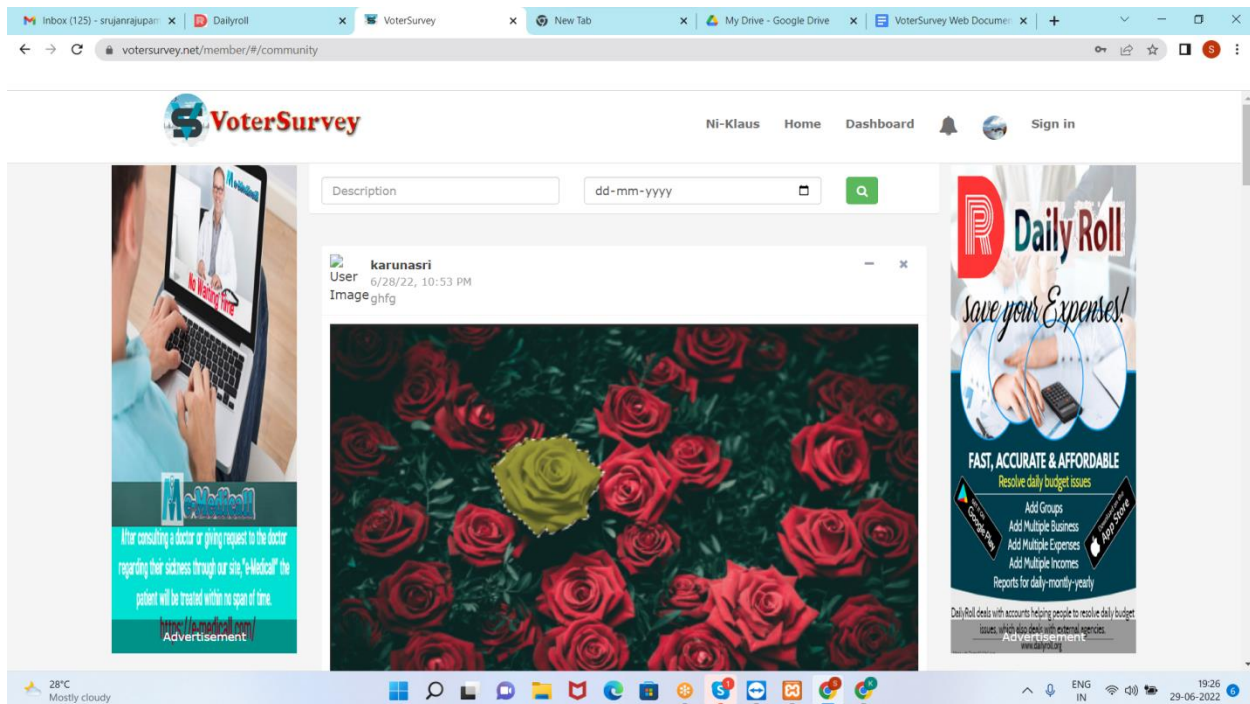 Inbox (125) - srujanrajupam
Dailyroll
VoterSurvey
New Tab
My Drive - Google Drive
VoterSurvey Web Documen
votersurvey.net/member/#/community
S
VoterSurvey
Ni-Klaus
Home
Dashboard
Sign in
Description
dd-mm-yyyy
karunasri
6/28/22, 10:53 PM
ghfg
User
Image
No Waiting Time
e-Medicall
After consulting a doctor or giving request to the doctor
regarding their sickness through our site,"e-Medicall" the
patient will be treated within no span of time.
https://e-medicall.com/
Advertisement
Daily Roll
save your Expenses!
FAST, ACCURATE & AFFORDABLE
Resolve daily budget issues
Add Groups
Add Multiple Business
Add Multiple Expenses
Add Multiple Incomes
Reports for daily-montly-yearly
Google Play
App Store
DailyRoll deals with accounts helping people to resolve daily budget
issues, which also deals with external agencies.
www.dailyroll.org
Advertisement
28°C
Mostly cloudy
ENG
IN
19:26
29-06-2022
6